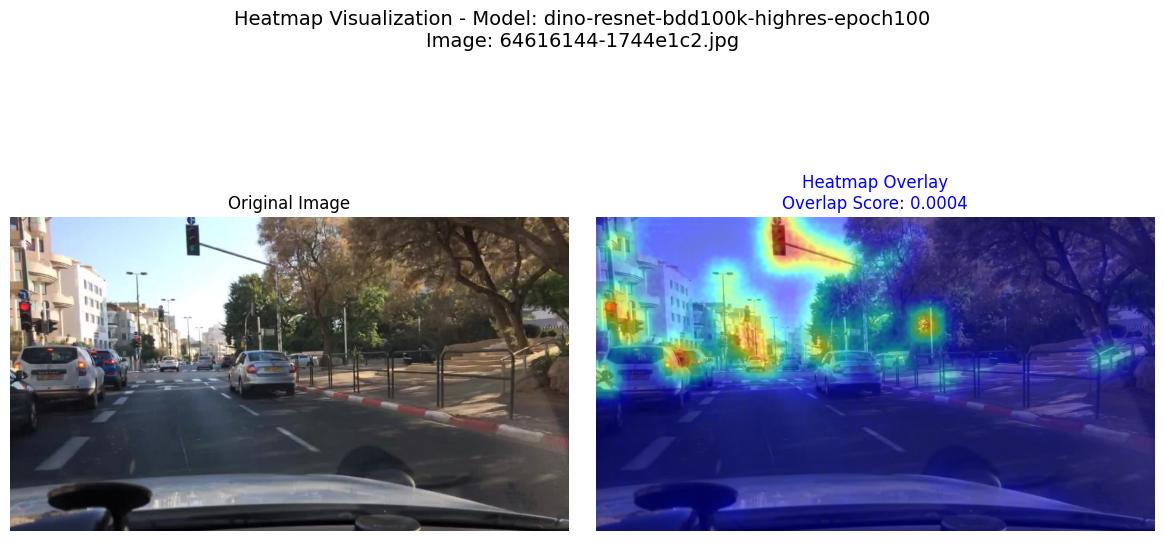 Heatmap Visualization - Model: dino-resnet-bdd100k-highres-epoch100
Image: 64616144-1744e1c2.jpg
Original Image
Heatmap Overlay
Overlap Score: 0.0004